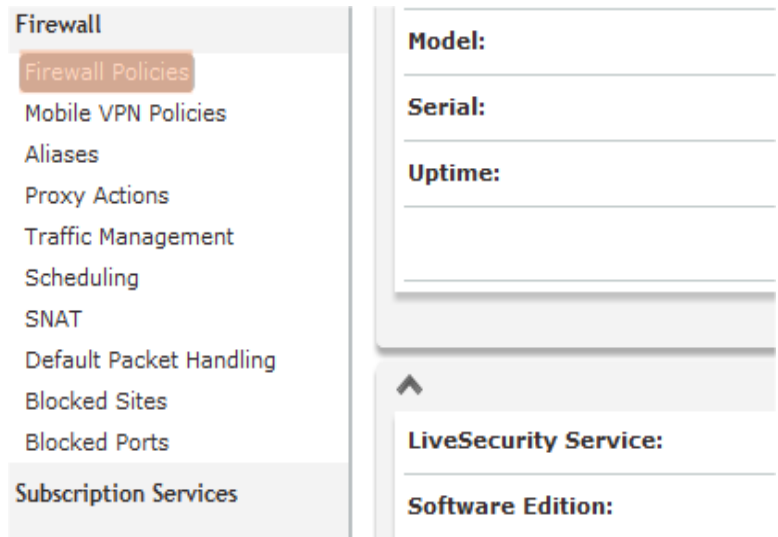 Firewall
Firewall Policies
Mobile VPN Policies
Aliases
Proxy Actions
Traffic Management
Scheduling
SNAT
Default Packet Handling
Blocked Sites
Blocked Ports
Subscription Services
Model:
Serial:
Uptime:
LiveSecurity Service:
Software Edition: